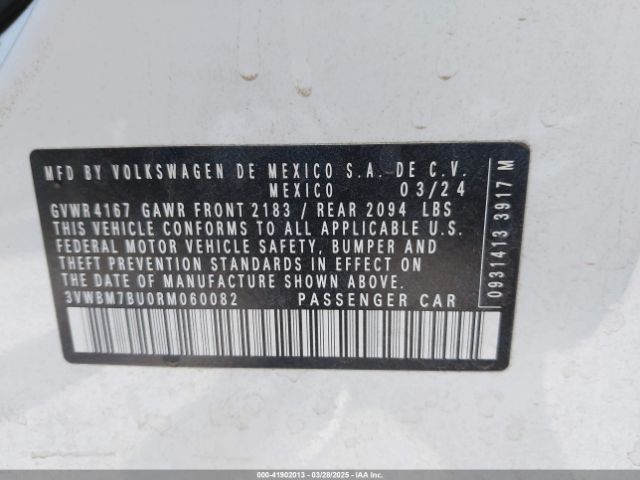 MFD BY VOLKSWAGEN DE MEXICO S.A. DE C.V.
MEXICO 03/24
GVWR 4167 GAWR FRONT 2183 / REAR 2094 LBS
THIS VEHICLE CONFORMS TO ALL APPLICABLE U.S.
FEDERAL MOTOR VEHICLE SAFETY, BUMPER AND
THEFT PREVENTION STANDARDS IN EFFECT ON
THE DATE OF MANUFACTURE SHOWN ABOVE.
3VWBM7BU0RM060082 PASSENGER CAR
0931413 3917 M
000-41902013 | 03/28/2025 | IAA Inc.